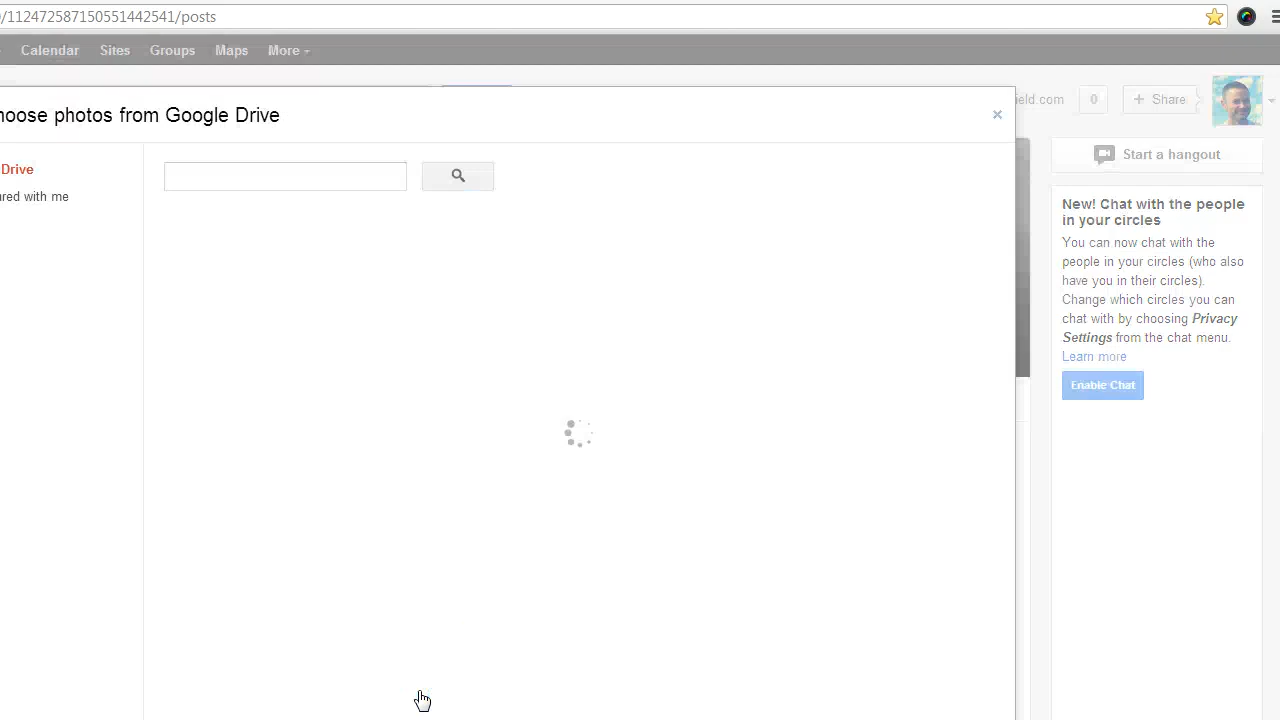 /112472587150551442541/posts
Calendar Sites Groups Maps More
hoose photos from Google Drive
ield.com 0 + Share
Drive
ared with me
Start a hangout
New! Chat with the people
in your circles
You can now chat with the
people in your circles (who also
have you in their circles).
Change which circles you can
chat with by choosing Privacy
Settings from the chat menu.
Learn more
Enable Chat